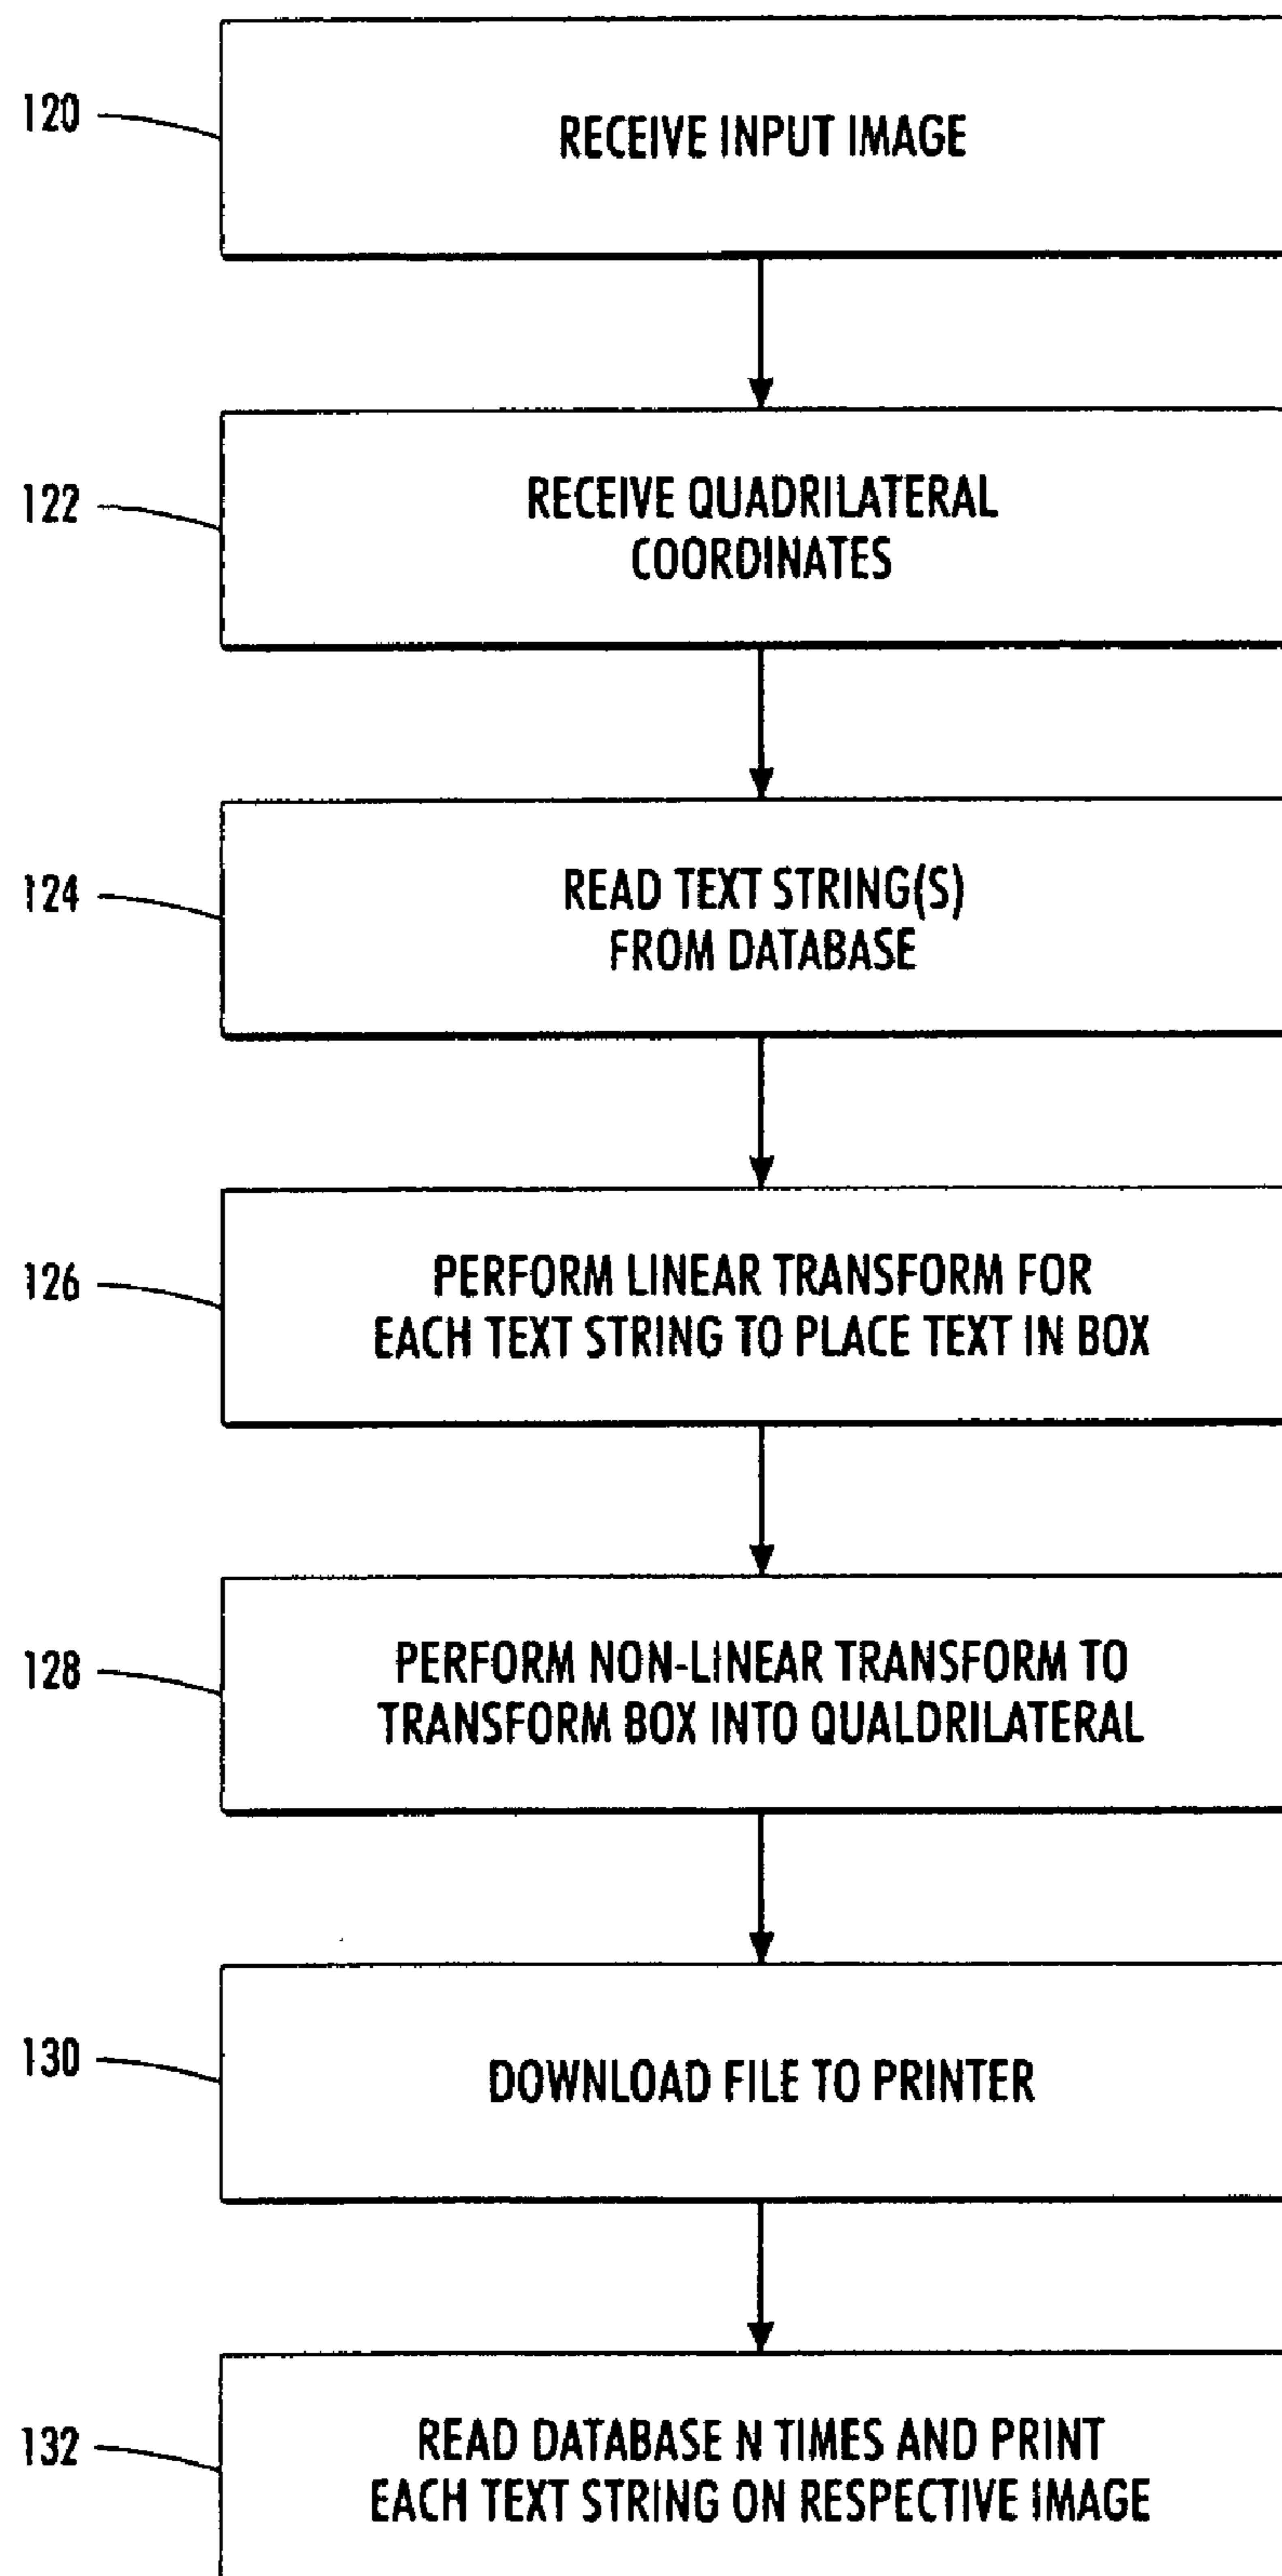 120
RECEIVE INPUT IMAGE
122
RECEIVE QUADRILATERAL
COORDINATES
124
READ TEXT STRING(S)
FROM DATABASE
126
PERFORM LINEAR TRANSFORM FOR
EACH TEXT STRING TO PLACE TEXT IN BOX
128
PERFORM NON-LINEAR TRANSFORM TO
TRANSFORM BOX INTO QUALDRILATERAL
130
DOWNLOAD FILE TO PRINTER
132
READ DATABASE N TIMES AND PRINT
EACH TEXT STRING ON RESPECTIVE IMAGE